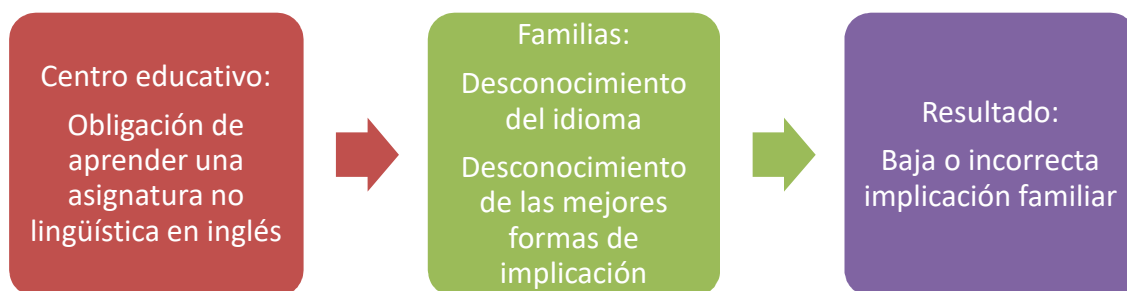 Centro educativo:
Obligación de
aprender una
asignatura no
lingüística en inglés
Familias:
Desconocimiento
del idioma
Desconocimiento
de las mejores
formas de
implicación
Resultado:
Baja o incorrecta
implicación familiar